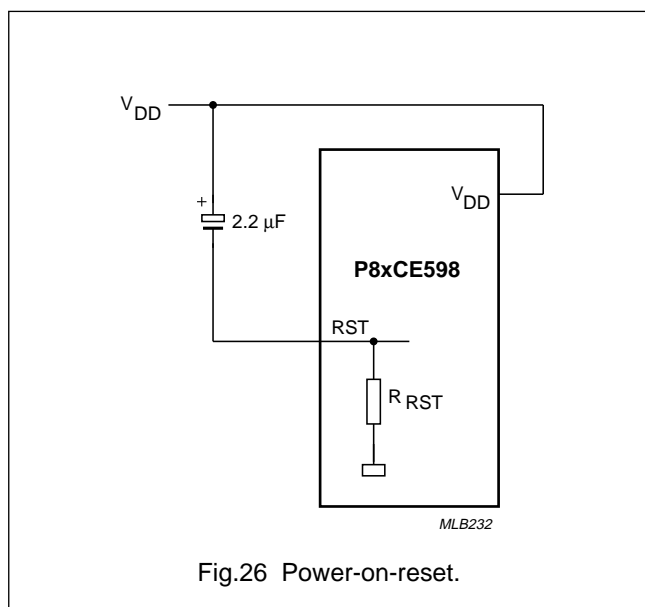 V DD
+
2.2 μF
V DD
P8xCE598
RST
R RST
MLB232
Fig.26 Power-on-reset.